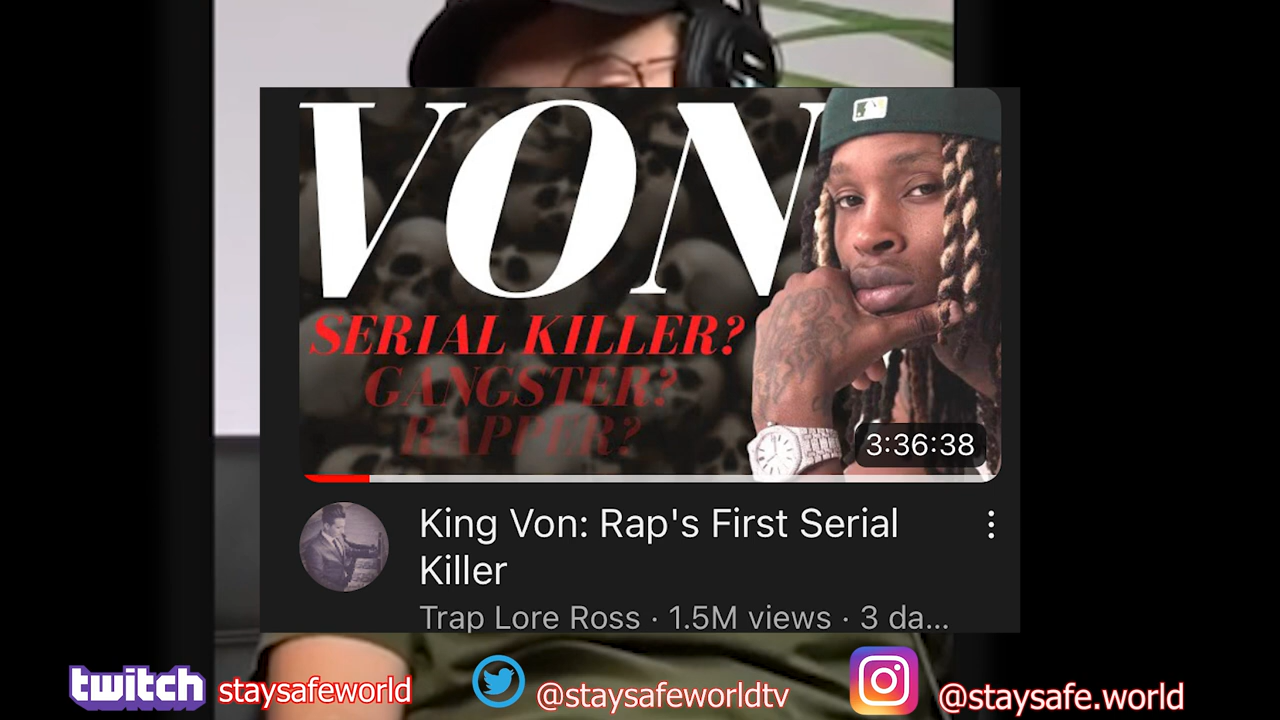 VON
SERIAL KILLER?
GANGSTER?
RAPPER?
3:36:38
King Von: Rap's First Serial
Killer
Trap Lore Ross · 1.5M views · 3 da...
twitch staysafeworld @staysafeworldtv @staysafe.world